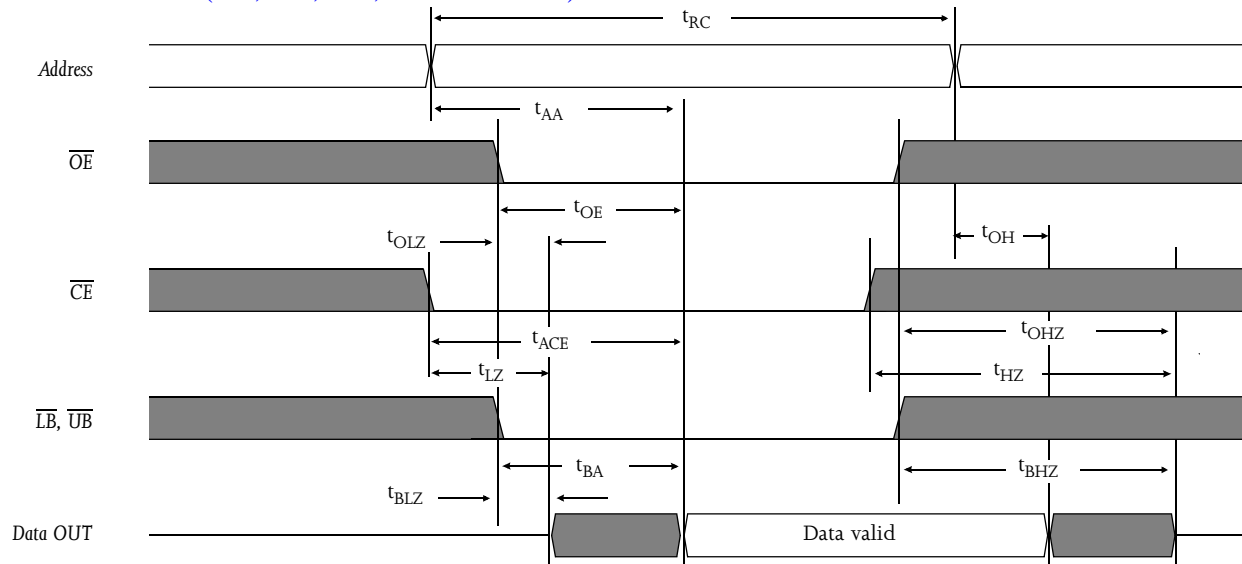 tRC
Address
tAA
OE
tOE
tOLZ
tOH
CE
tOHZ
tACE
tLZ
tHZ
LB, UB
tBA
tBHZ
tBLZ
Data OUT
Data valid